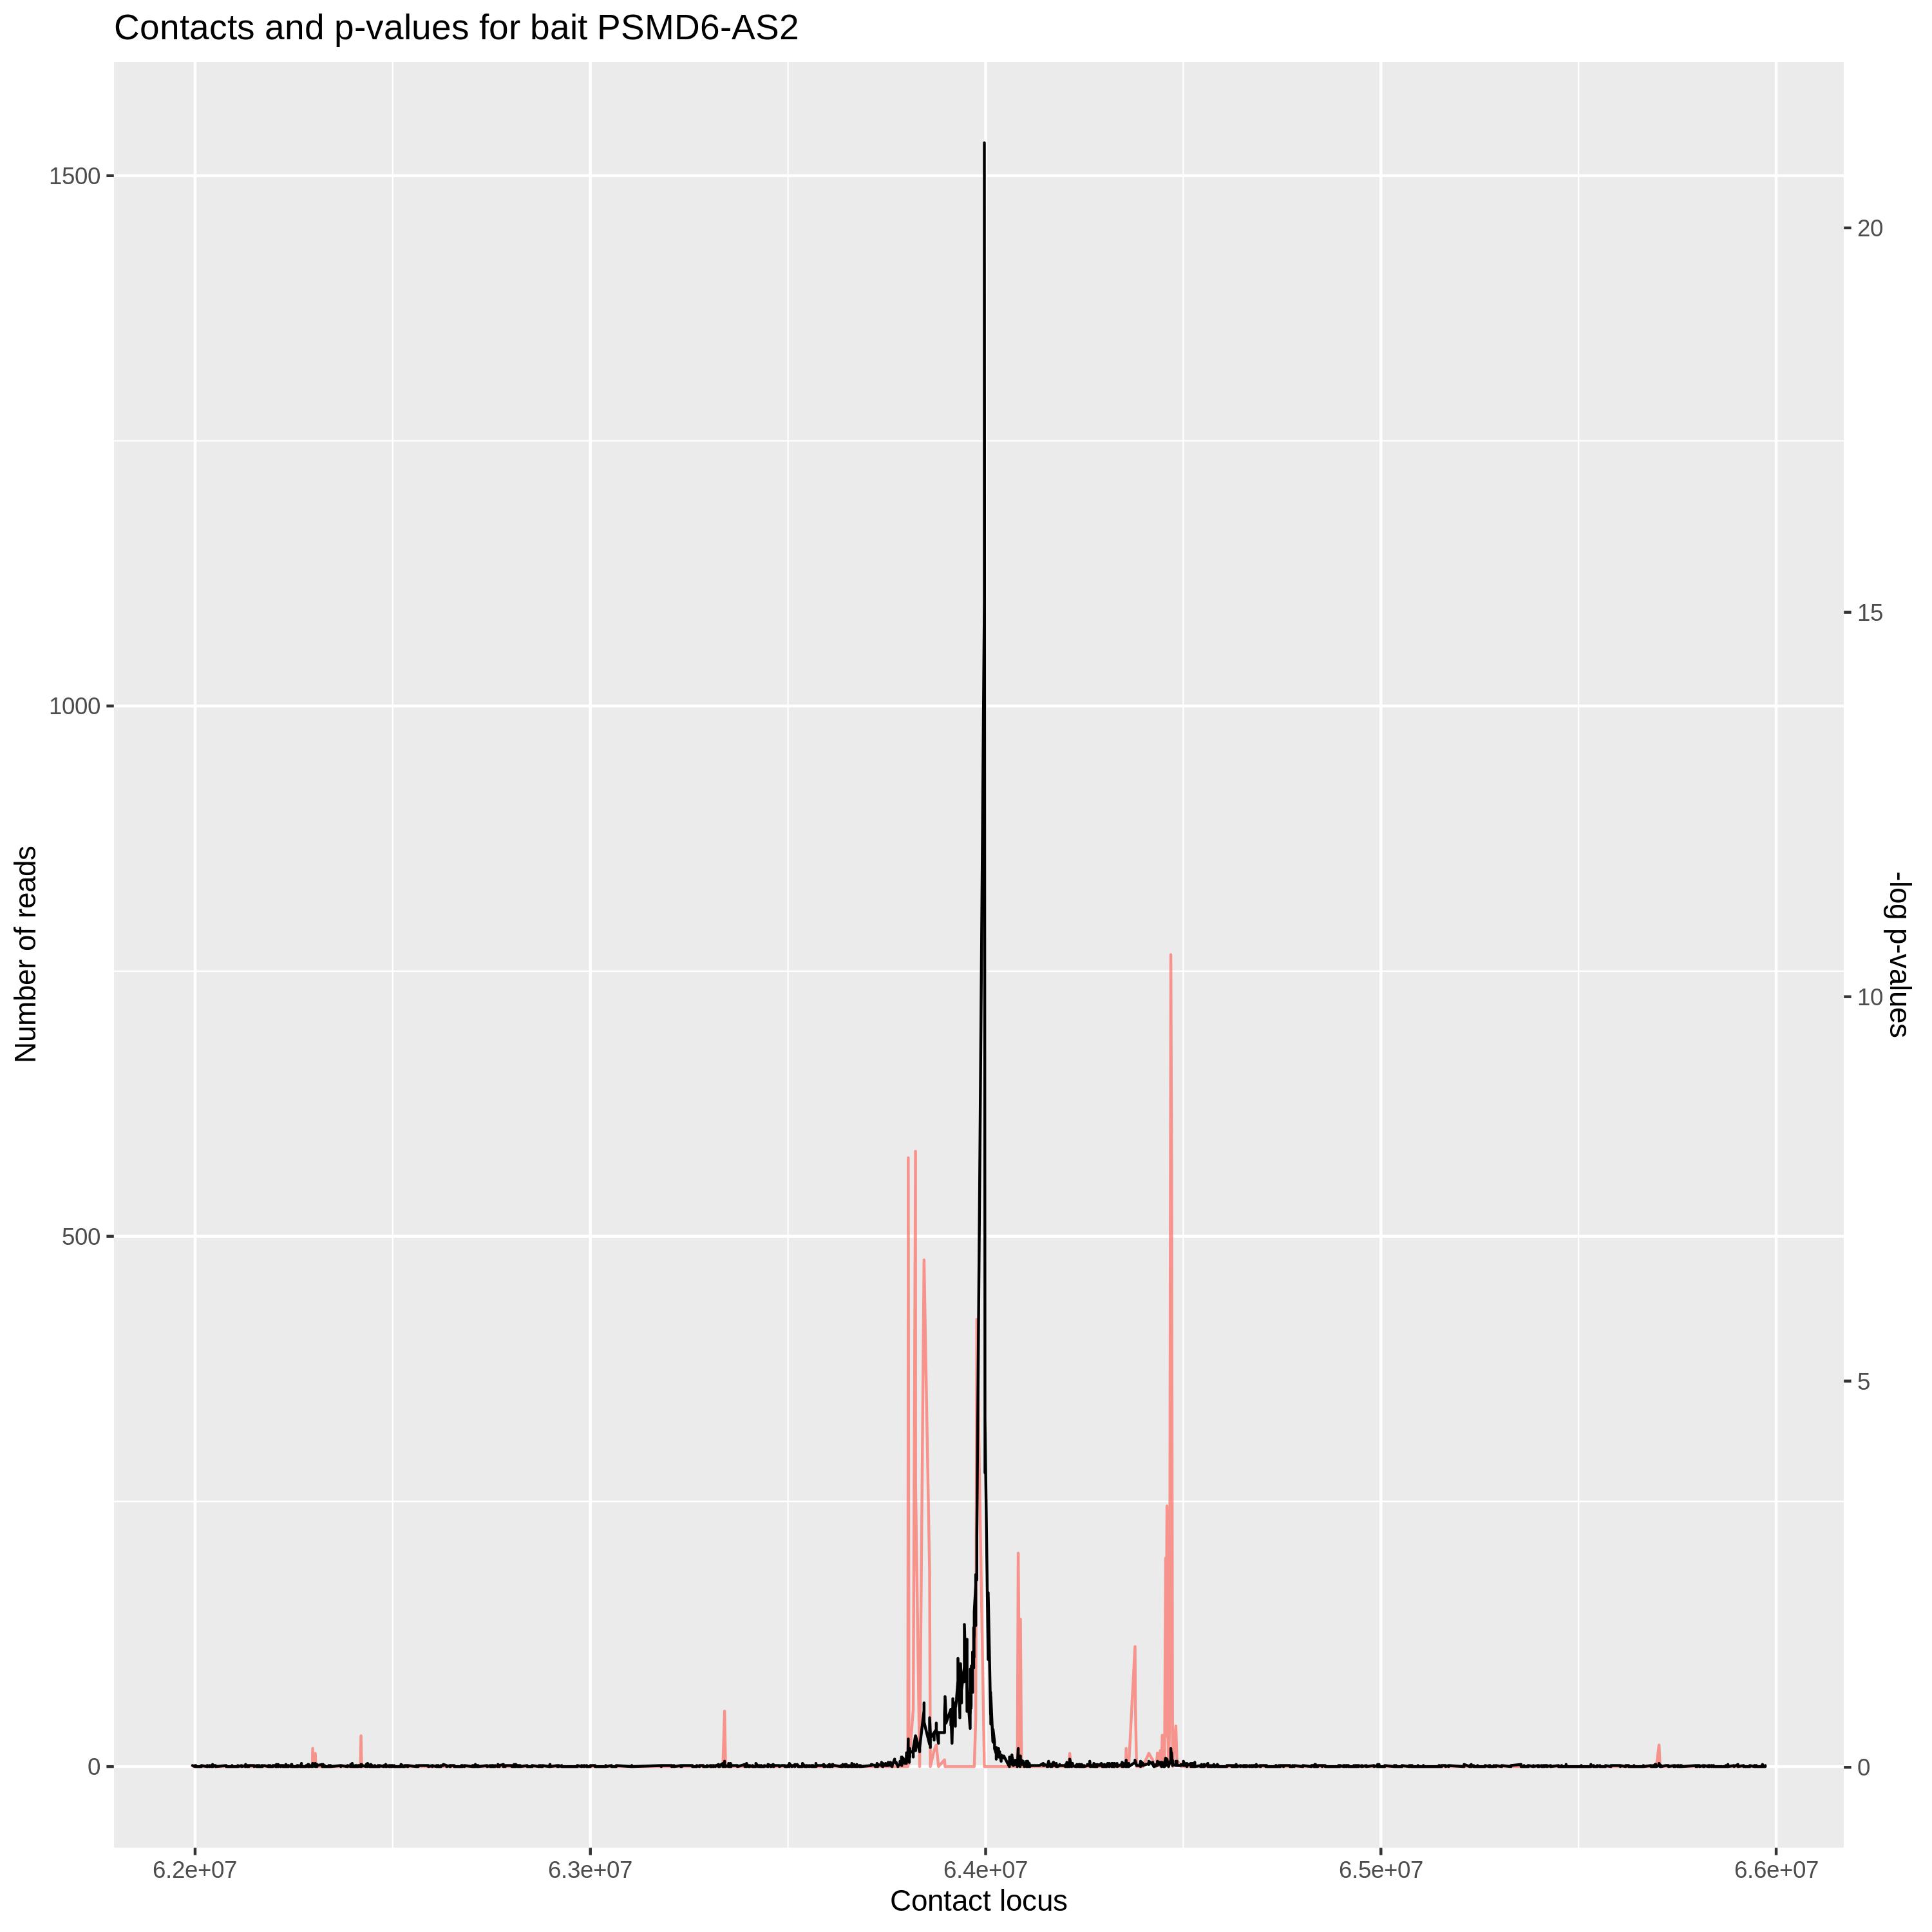 Contacts and p-values for bait PSMD6-AS2
1500
1000
500
0
Number of reads
20
15
10
5
0
-log p-values
6.2e+07
6.3e+07
6.4e+07
6.5e+07
6.6e+07
Contact locus